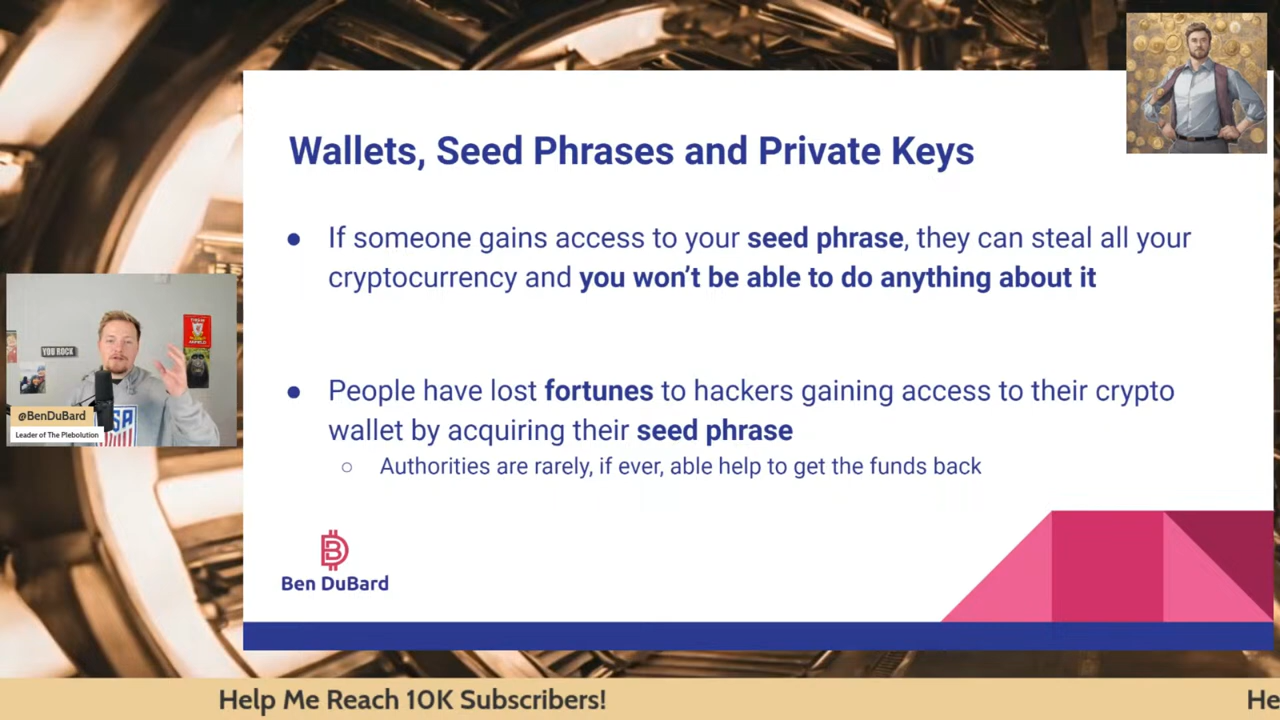 Wallets, Seed Phrases and Private Keys
● If someone gains access to your seed phrase, they can steal all your
cryptocurrency and you won’t be able to do anything about it
● People have lost fortunes to hackers gaining access to their crypto
wallet by acquiring their seed phrase
○ Authorities are rarely, if ever, able help to get the funds back
Ben DuBard
YOU ROCK
@BenDuBard
Leader of The Plebolution
Help Me Reach 10K Subscribers!
He